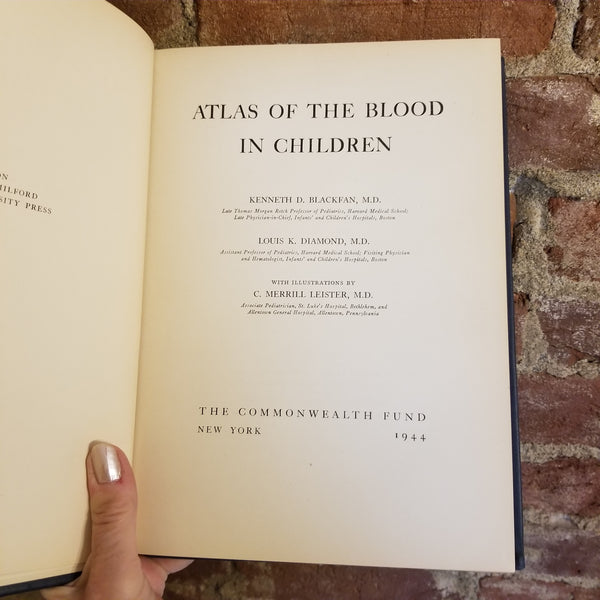 ON
MILFORD
SITY PRESS
ATLAS OF THE BLOOD
IN CHILDREN
KENNETH D. BLACKFAN, M.D.
Late Thomas Morgan Rotch Professor of Pediatrics, Harvard Medical School;
Late Physician-in-Chief, Infants' and Children's Hospitals, Boston
LOUIS K. DIAMOND, M.D.
Assistant Professor of Pediatrics, Harvard Medical School; Visiting Physician
and Hematologist, Infants' and Children's Hospitals, Boston
WITH ILLUSTRATIONS BY
C. MERRILL LEISTER, M.D.
Associate Pediatrician, St. Luke's Hospital, Bethlehem, and
Allentown General Hospital, Allentown, Pennsylvania
THE COMMONWEALTH FUND
NEW YORK 1944